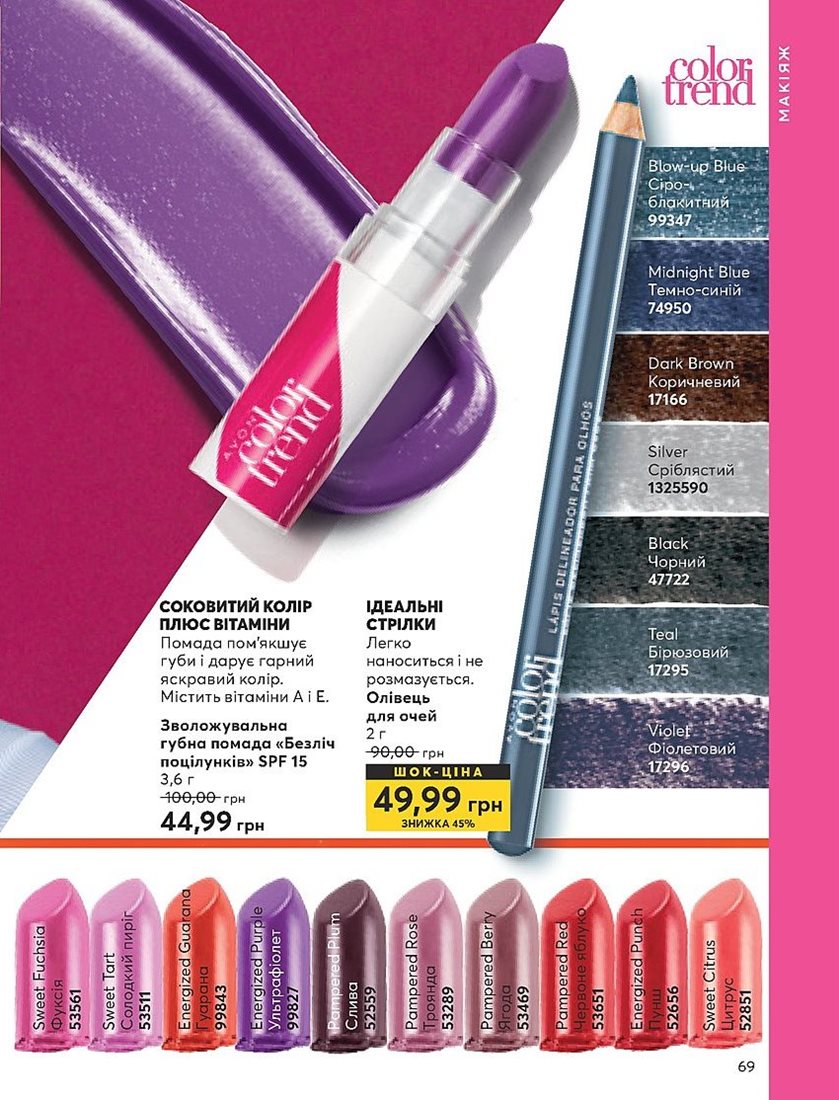 color
trend
МАКІЯЖ
Blow-up Blue
Сіро-
блакитний
99347
Midnight Blue
Темно-синій
74950
Dark Brown
Коричневий
17166
Silver
Сріблястий
1325590
Black
Чорний
47722
Teal
Бірюзовий
17295
Violet
Фіолетовий
17296
AVON
color
trend
LÁPIS DELINEADOR PARA OLHOS
AVON
color
trend
СОКОВИТИЙ КОЛІР
ПЛЮС ВІТАМІНИ
Помада пом’якшує
губи і дарує гарний
яскравий колір.
Містить вітаміни А і Е.
Зволожувальна
губна помада «Безліч
поцілунків» SPF 15
3,6 г
100,00 грн
44,99 грн
ІДЕАЛЬНІ
СТРІЛКИ
Легко
наноситься і не
розмазується.
Олівець
для очей
2 г
90,00 грн
ШОК-ЦІНА
49,99 грн
ЗНИЖКА 45%
Sweet Fuchsia
Фуксія
53561
Sweet Tart
Солодкий пиріг
53511
Energized Guarana
Гуарана
99843
Energized Purple
Ультрафіолет
99827
Pampered Plum
Слива
52559
Pampered Rose
Троянда
53289
Pampered Berry
Ягода
53469
Pampered Red
Червоне яблуко
53651
Energized Punch
Пунш
52656
Sweet Citrus
Цитрус
52851
69